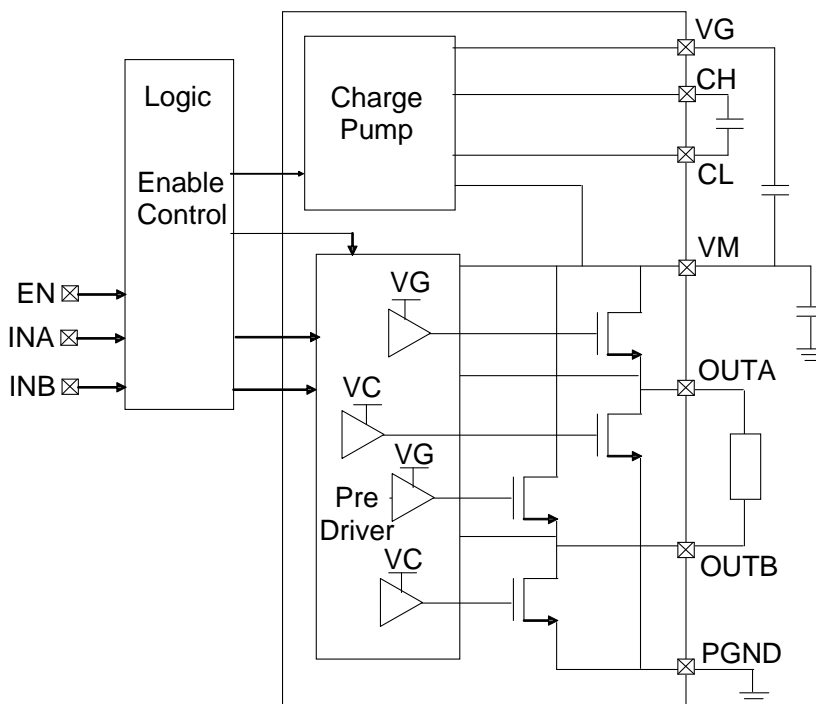 VG
CH
CL
VM
OUTA
OUTB
PGND
Logic
Enable
Control
EN
INA
INB
Charge
Pump
VG
VC
VG
Pre
Driver
VC